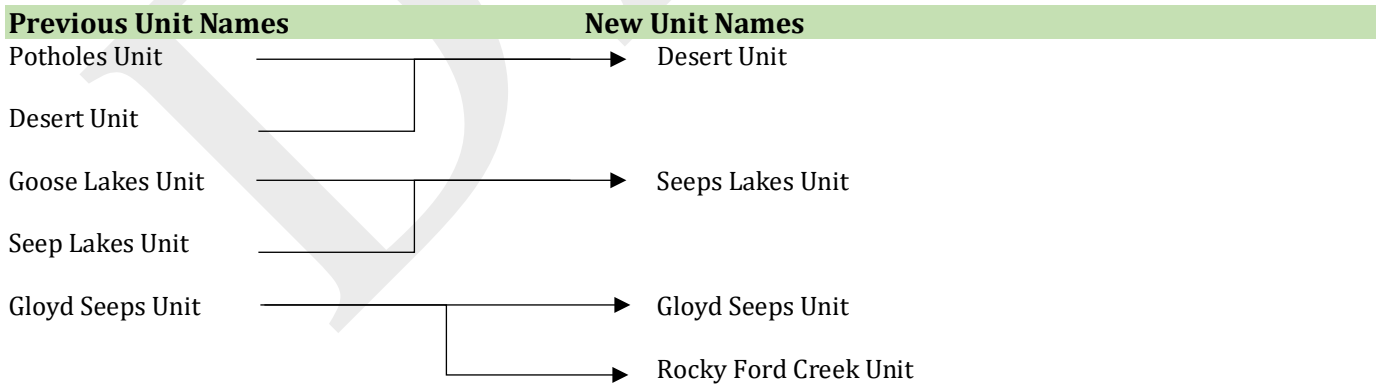 Previous Unit Names New Unit Names
Potholes Unit Desert Unit
Desert Unit
Goose Lakes Unit Seeps Lakes Unit
Seep Lakes Unit
Gloyd Seeps Unit Gloyd Seeps Unit
Rocky Ford Creek Unit